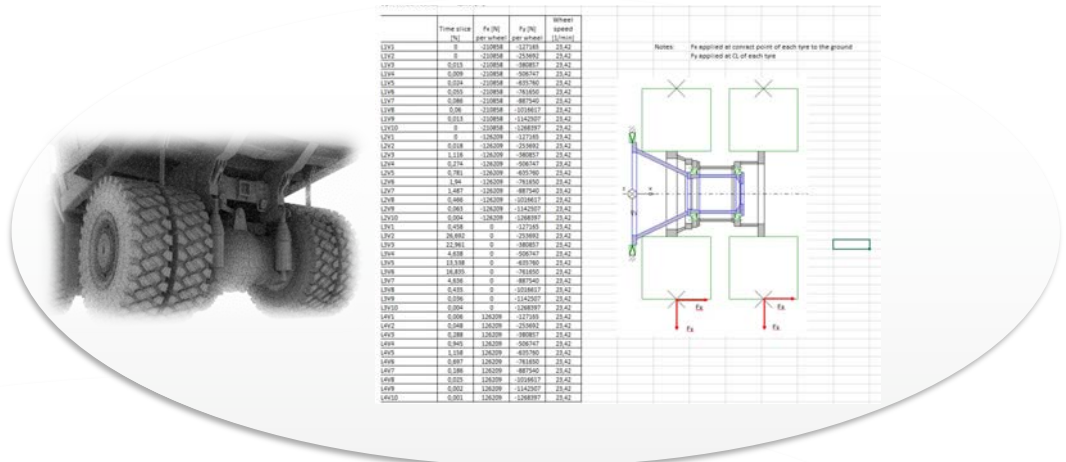 Wheel
Time slice Fx [N] Fy [N] speed
[%] per wheel per wheel [1/min]
L1V1 0 -210858 -127165 23,42
L1V2 0 -210858 -253692 23,42
L1V3 0,015 -210858 -380857 23,42
L1V4 0,009 -210858 -506747 23,42
L1V5 0,024 -210858 -635760 23,42
L1V6 0,055 -210858 -761650 23,42
L1V7 0,086 -210858 -887540 23,42
L1V8 0,06 -210858 -1016617 23,42
L1V9 0,013 -210858 -1142507 23,42
L1V10 0 -210858 -1268397 23,42
L2V1 0 -126209 -127165 23,42
L2V2 0,018 -126209 -253692 23,42
L2V3 1,116 -126209 -380857 23,42
L2V4 0,274 -126209 -506747 23,42
L2V5 0,781 -126209 -635760 23,42
L2V6 1,94 -126209 -761650 23,42
L2V7 1,487 -126209 -887540 23,42
L2V8 0,466 -126209 -1016617 23,42
L2V9 0,063 -126209 -1142507 23,42
L2V10 0,004 -126209 -1268397 23,42
L3V1 0,458 0 -127165 23,42
L3V2 26,692 0 -253692 23,42
L3V3 22,961 0 -380857 23,42
L3V4 4,638 0 -506747 23,42
L3V5 13,538 0 -635760 23,42
L3V6 16,835 0 -761650 23,42
L3V7 4,636 0 -887540 23,42
L3V8 0,435 0 -1016617 23,42
L3V9 0,036 0 -1142507 23,42
L3V10 0,004 0 -1268397 23,42
L4V1 0,006 126209 -127165 23,42
L4V2 0,048 126209 -253692 23,42
L4V3 0,288 126209 -380857 23,42
L4V4 0,945 126209 -506747 23,42
L4V5 1,158 126209 -635760 23,42
L4V6 0,697 126209 -761650 23,42
L4V7 0,186 126209 -887540 23,42
L4V8 0,025 126209 -1016617 23,42
L4V9 0,002 126209 -1142507 23,42
L4V10 0,001 126209 -1268397 23,42
Notes: Fx applied at contact point of each tyre to the ground
Fy applied at CL of each tyre
Fx Fx